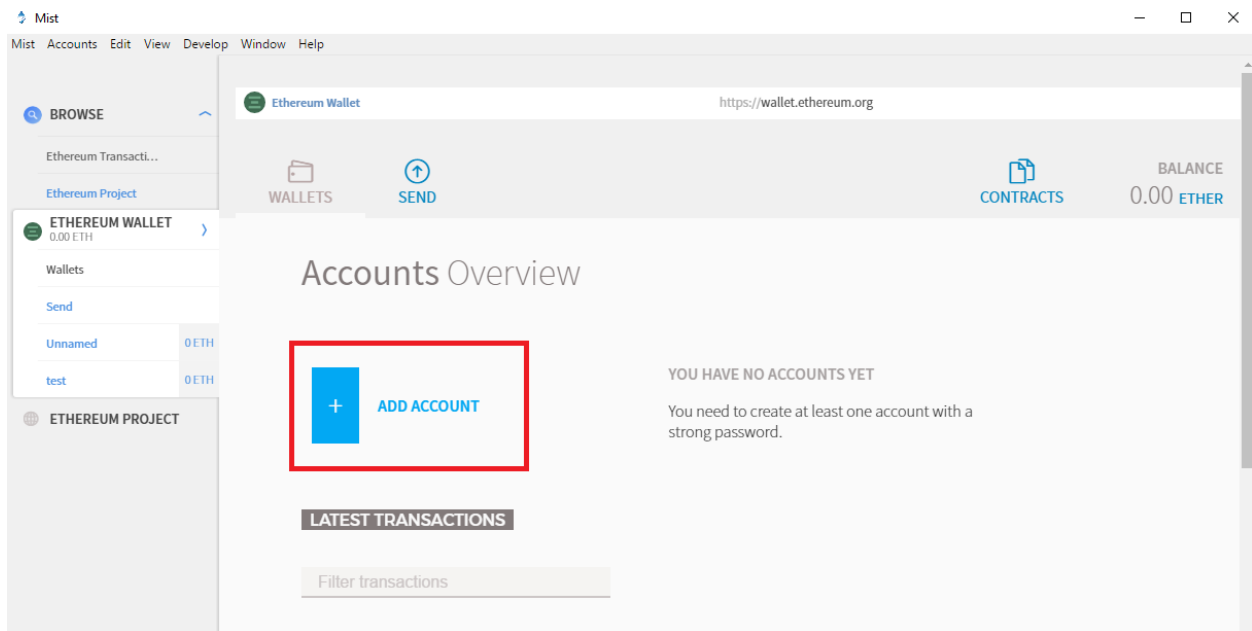 Mist
Mist Accounts Edit View Develop Window Help
BROWSE
Ethereum Transacti...
Ethereum Project
ETHEREUM WALLET
0.00 ETH
Wallets
Send
Unnamed 0 ETH
test 0 ETH
ETHEREUM PROJECT
Ethereum Wallet https://wallet.ethereum.org
WALLETS SEND CONTRACTS
BALANCE
0.00 ETHER
Accounts Overview
+ ADD ACCOUNT
YOU HAVE NO ACCOUNTS YET
You need to create at least one account with a
strong password.
LATEST TRANSACTIONS
Filter transactions